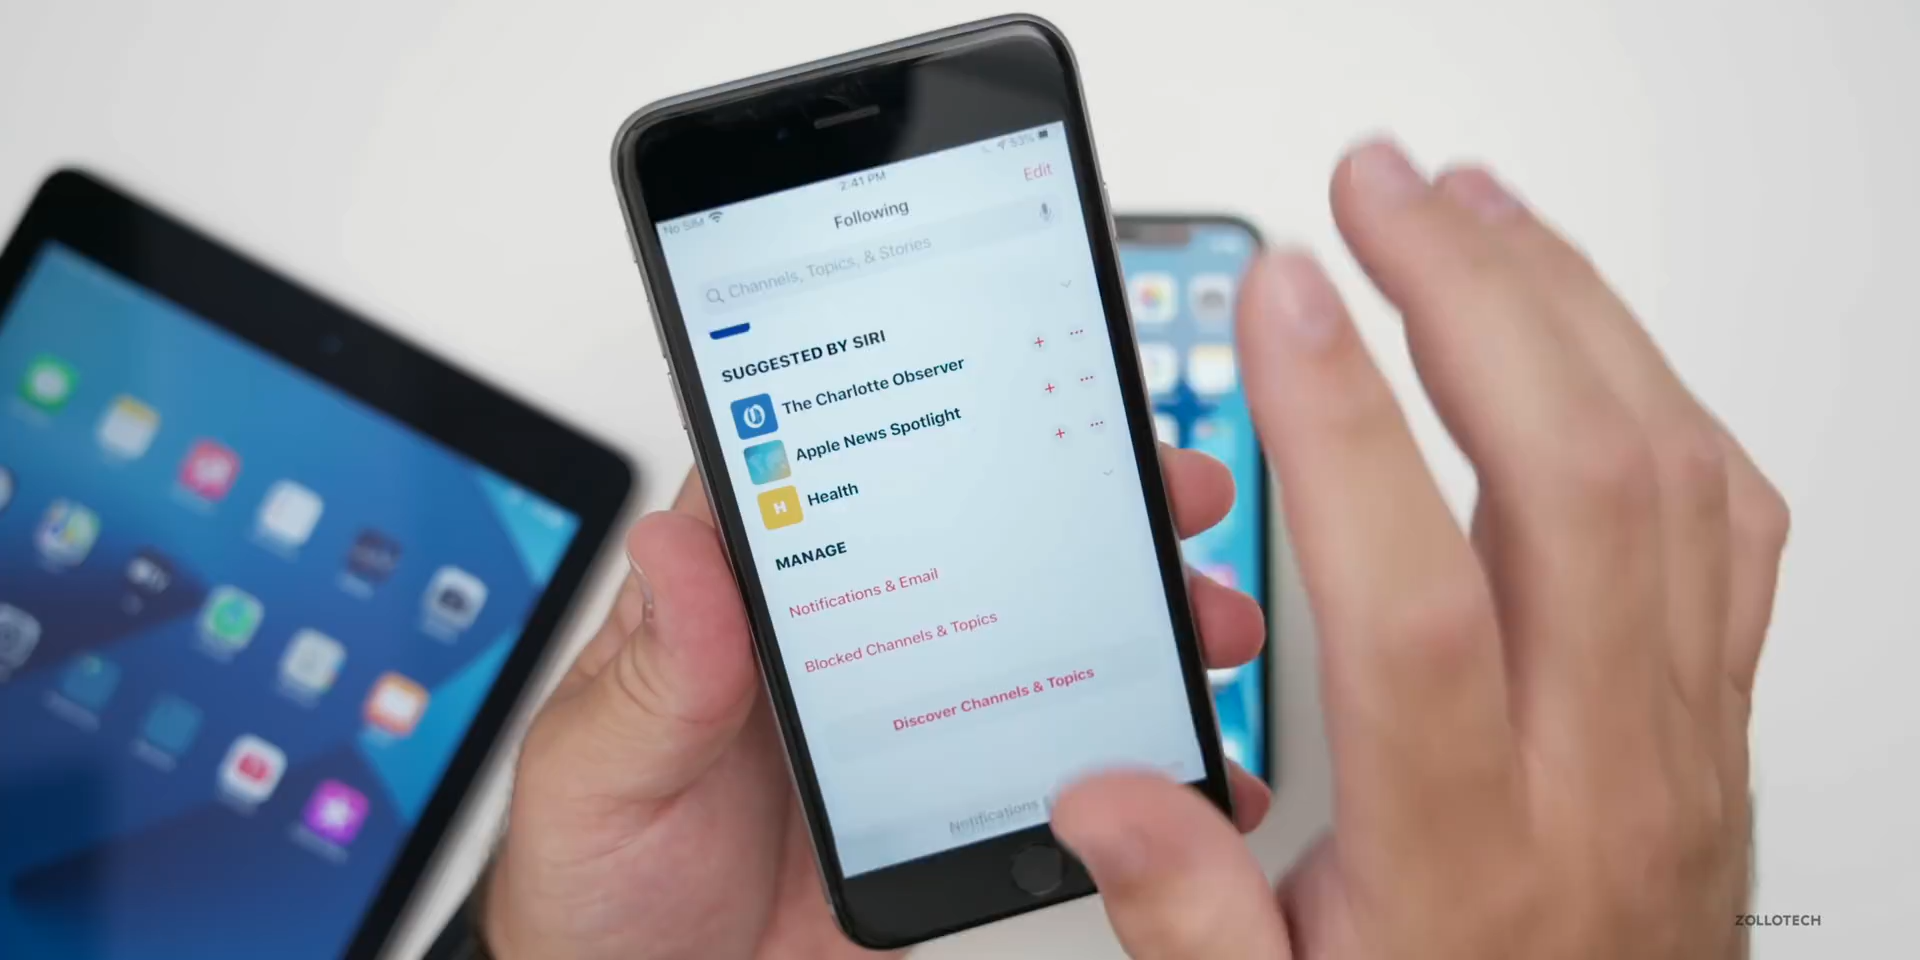 No SIM
2:41 PM
53%
Following
Edit
Channels, Topics, & Stories
SUGGESTED BY SIRI
The Charlotte Observer
Apple News Spotlight
H
Health
MANAGE
Notifications & Email
Blocked Channels & Topics
Discover Channels & Topics
Notifications
ZOLLOTECH